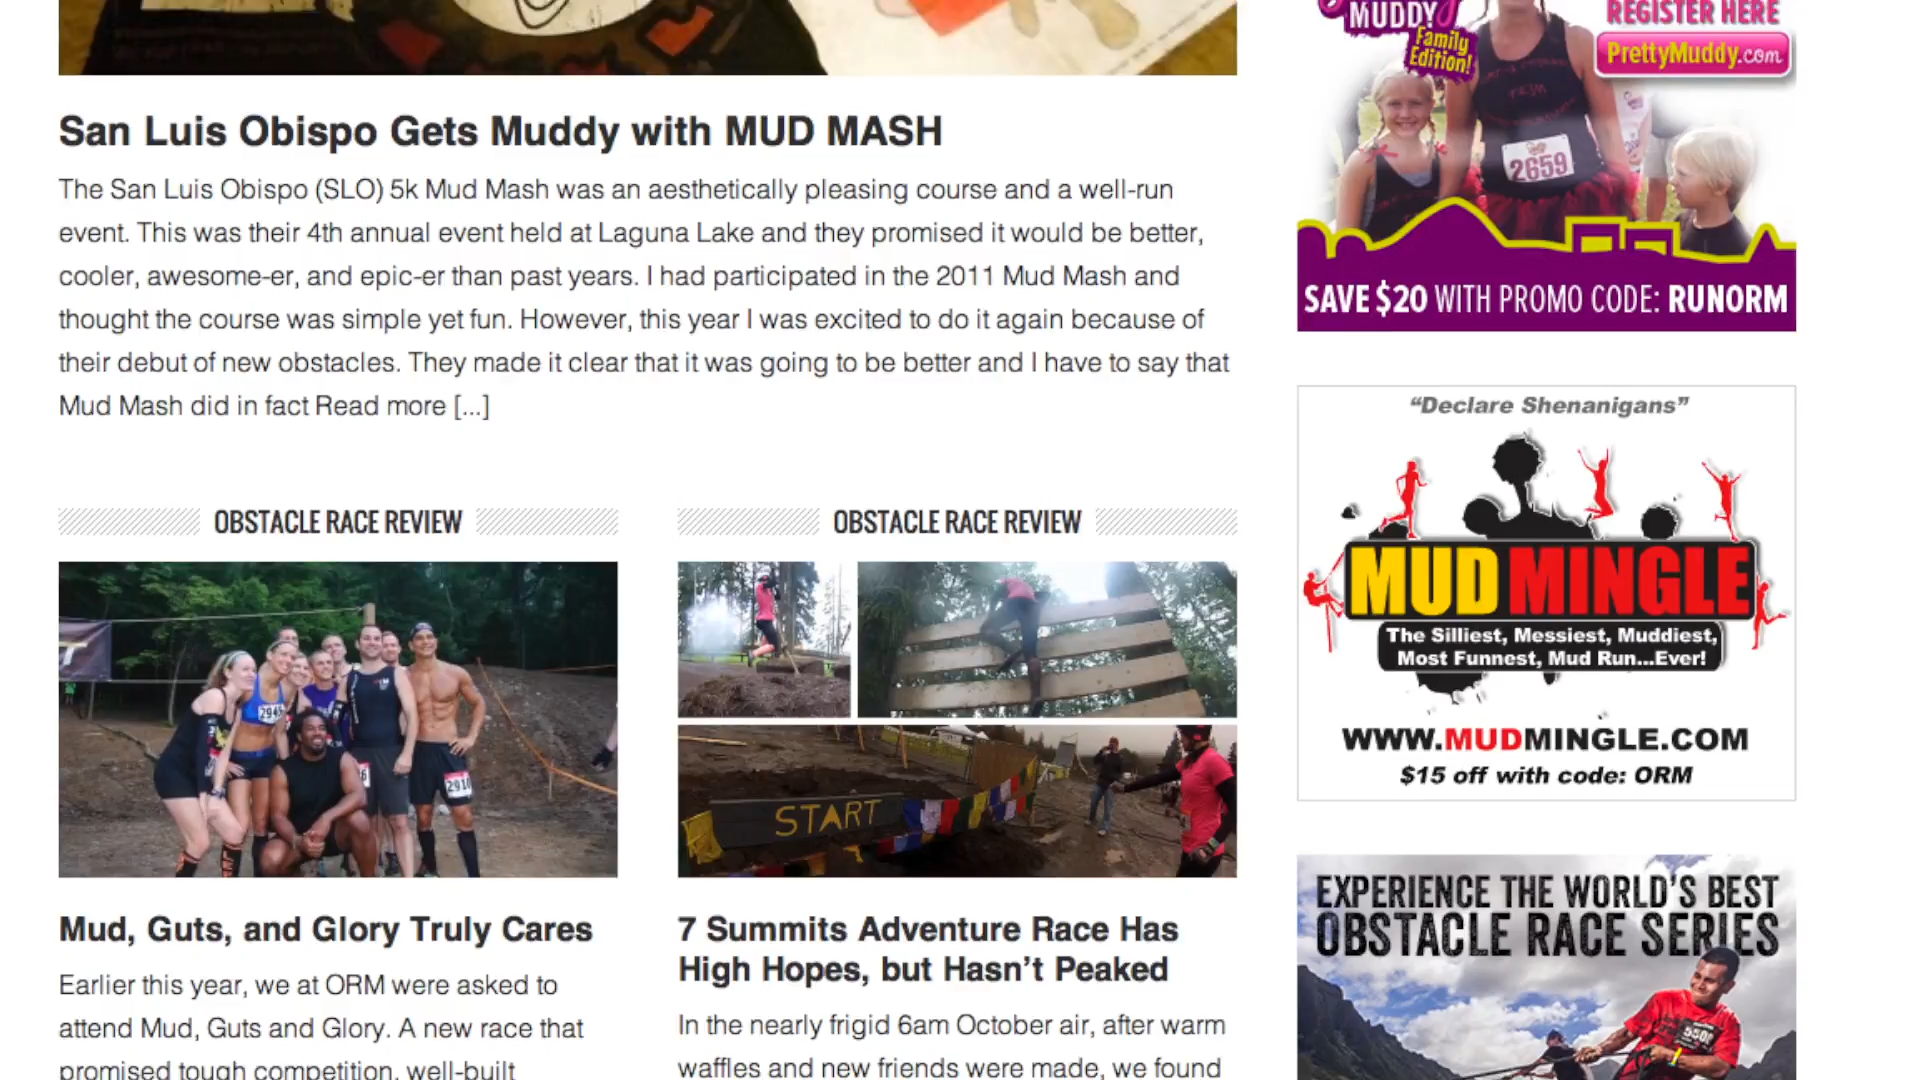 San Luis Obispo Gets Muddy with MUD MASH
The San Luis Obispo (SLO) 5k Mud Mash was an aesthetically pleasing course and a well-run
event. This was their 4th annual event held at Laguna Lake and they promised it would be better,
cooler, awesome-er, and epic-er than past years. I had participated in the 2011 Mud Mash and
thought the course was simple yet fun. However, this year I was excited to do it again because of
their debut of new obstacles. They made it clear that it was going to be better and I have to say that
Mud Mash did in fact Read more [...]
OBSTACLE RACE REVIEW
2910
Mud, Guts, and Glory Truly Cares
Earlier this year, we at ORM were asked to
attend Mud, Guts and Glory. A new race that
promised tough competition, well-built
OBSTACLE RACE REVIEW
START
7 Summits Adventure Race Has
High Hopes, but Hasn't Peaked
In the nearly frigid 6am October air, after warm
waffles and new friends were made, we found
MUDDY
Family
Edition!
REGISTER HERE
PrettyMuddy.com
2659
SAVE $20 WITH PROMO CODE: RUNORM
"Declare Shenanigans"
MUD MINGLE
The Silliest, Messiest, Muddiest,
Most Funnest, Mud Run...Ever!
WWW.MUDMINGLE.COM
$15 off with code: ORM
EXPERIENCE THE WORLD'S BEST
OBSTACLE RACE SERIES